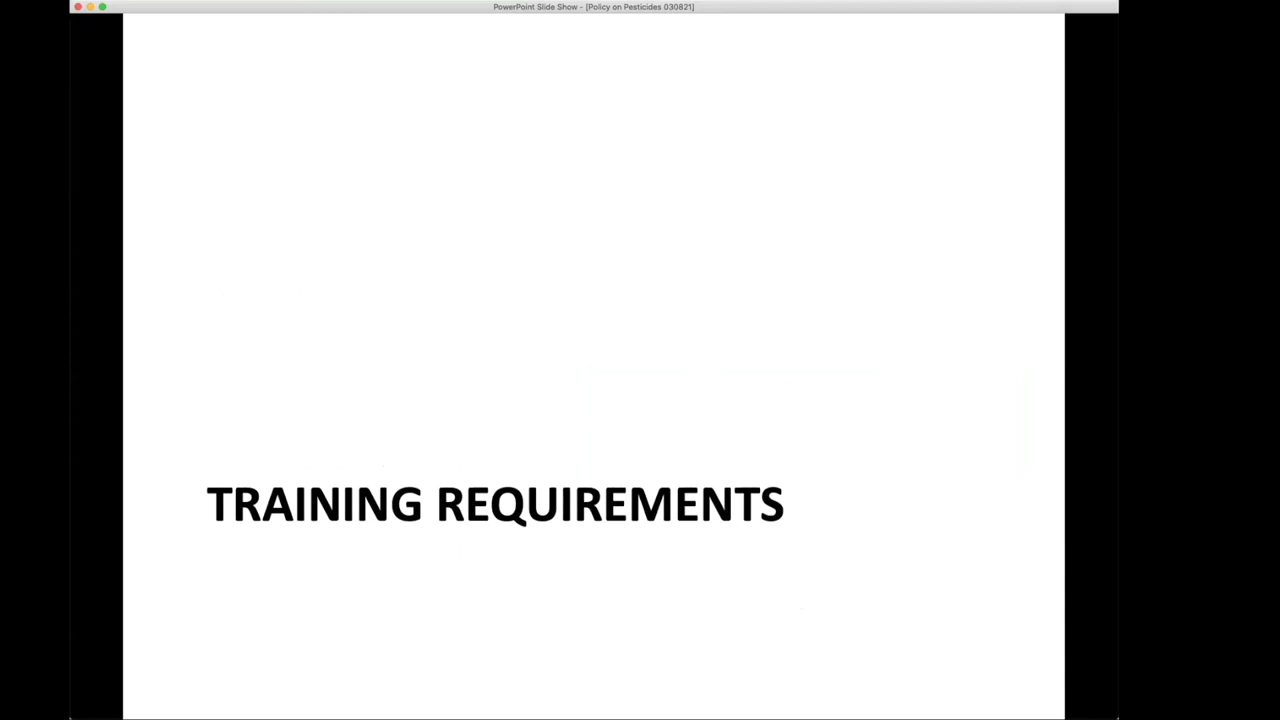 PowerPoint Slide Show - [Policy on Pesticides 030821]
TRAINING REQUIREMENTS